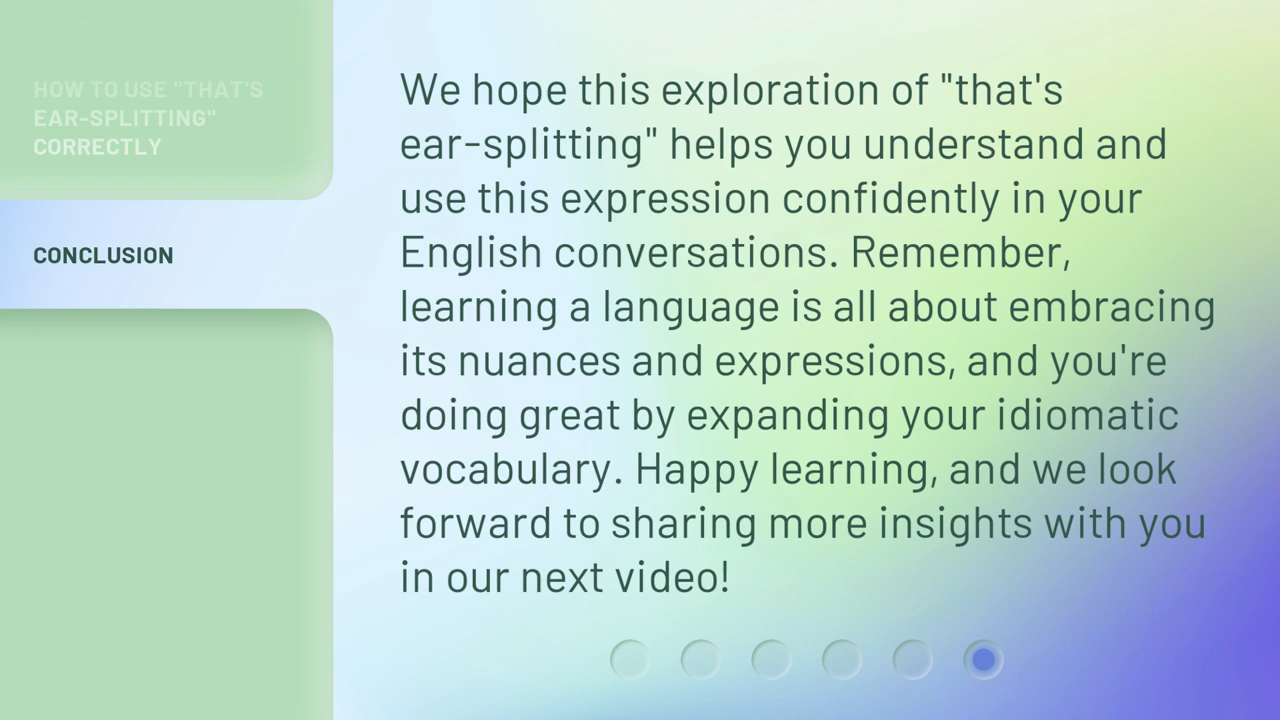 HOW TO USE "THAT'S
EAR-SPLITTING"
CORRECTLY
CONCLUSION
We hope this exploration of "that's
ear-splitting" helps you understand and
use this expression confidently in your
English conversations. Remember,
learning a language is all about embracing
its nuances and expressions, and you're
doing great by expanding your idiomatic
vocabulary. Happy learning, and we look
forward to sharing more insights with you
in our next video!